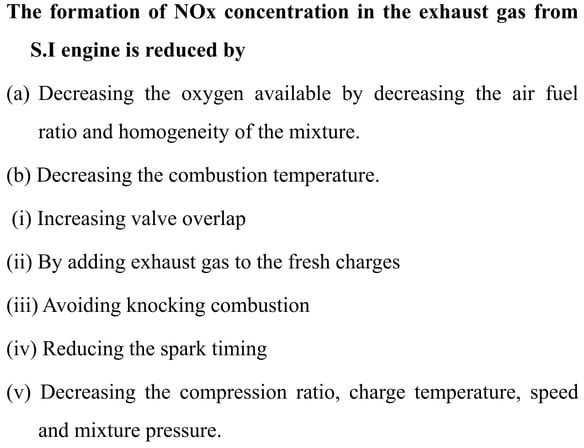 The formation of NOx concentration in the exhaust gas from
S.I engine is reduced by
(a) Decreasing the oxygen available by decreasing the air fuel
ratio and homogeneity of the mixture.
(b) Decreasing the combustion temperature.
(i) Increasing valve overlap
(ii) By adding exhaust gas to the fresh charges
(iii) Avoiding knocking combustion
(iv) Reducing the spark timing
(v) Decreasing the compression ratio, charge temperature, speed
and mixture pressure.